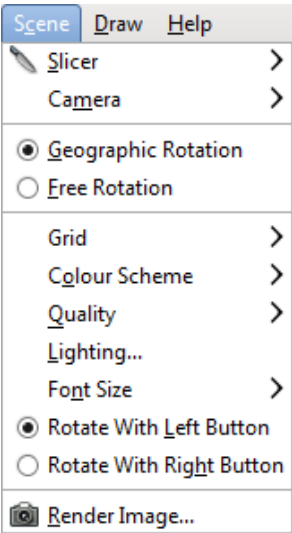 Scene Draw Help
Slicer
Camera
Geographic Rotation
Free Rotation
Grid
Colour Scheme
Quality
Lighting...
Font Size
Rotate With Left Button
Rotate With Right Button
Render Image...